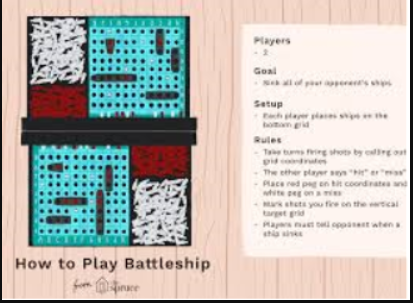 Players
- 2
Goal
- Sink all of your opponent's ships
Setup
- Each player places ships on the
bottom grid
Rules
- Take turns firing shots by calling out
grid coordinates
- The other player says "hit" or "miss"
- Place red peg on hit coordinates and
white peg on a miss
- Mark shots you fire on the vertical
target grid
- Players must tell opponent when a
ship sinks
How to Play Battleship
from Spruce